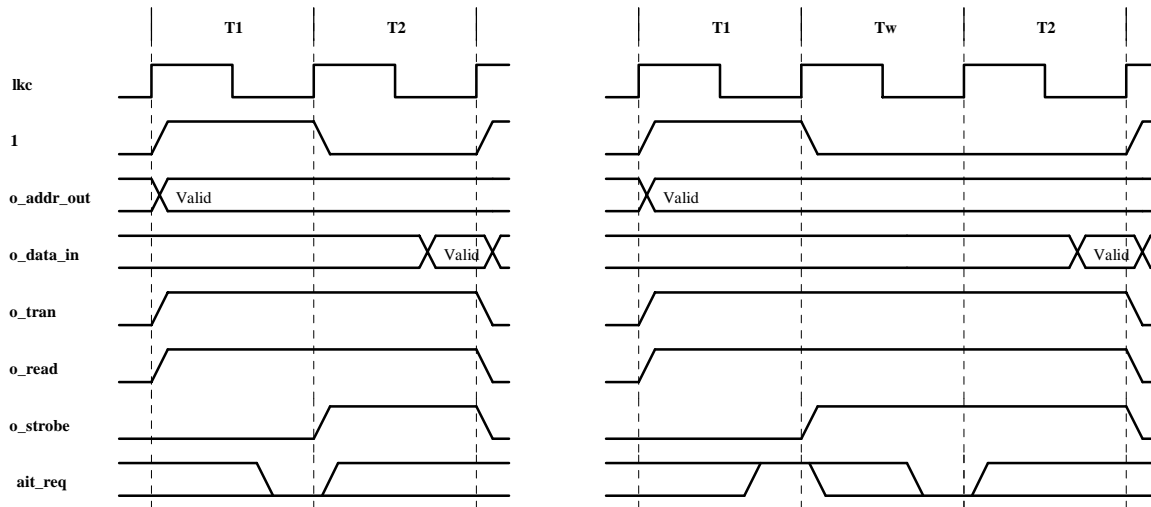 T1 T2 T1 Tw T2
lkc
1
o_addr_out Valid Valid
o_data_in Valid Valid
o_tran
o_read
o_strobe
ait_req